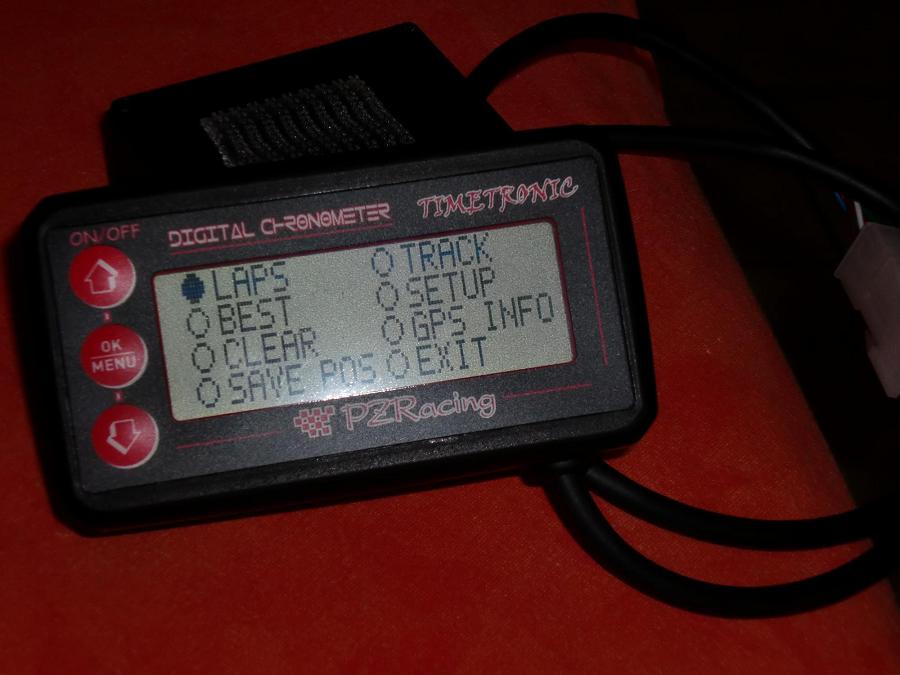 ON/OFF
DIGITAL CHRONOMETER
TIMETRONIC
OK
MENU
LAPS
BEST
CLEAR
SAVE POS
TRACK
SETUP
GPS INFO
EXIT
PZRacing